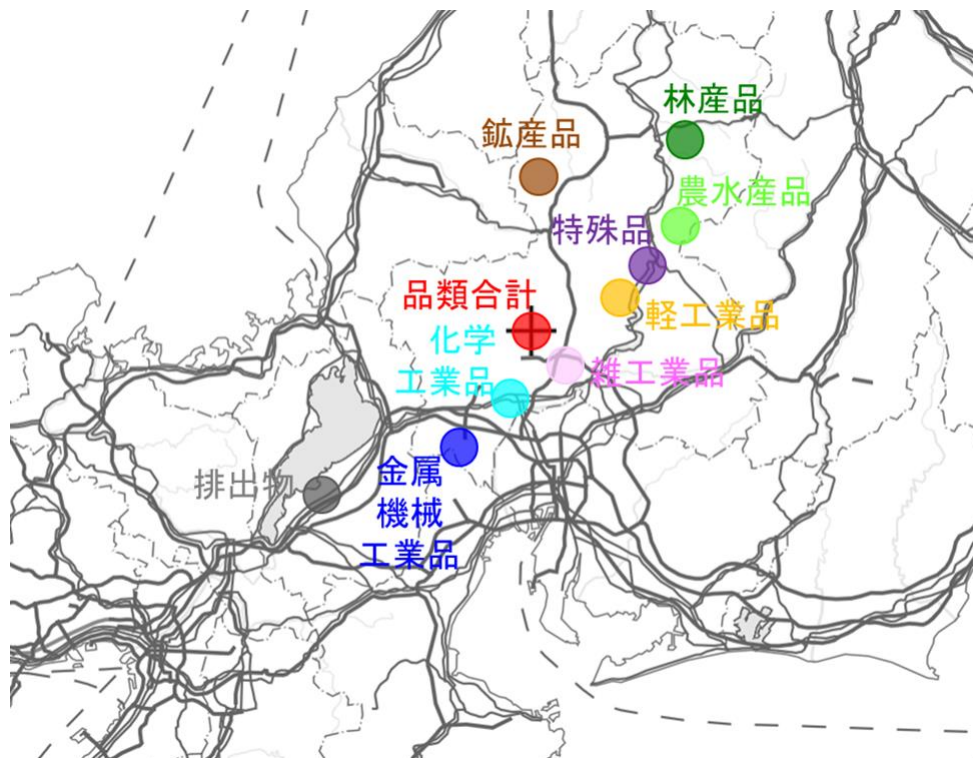 林産品
鉱産品
農水産品
特殊品
品類合計
軽工業品
化学
工業品
雑工業品
排出物
金属
機械
工業品